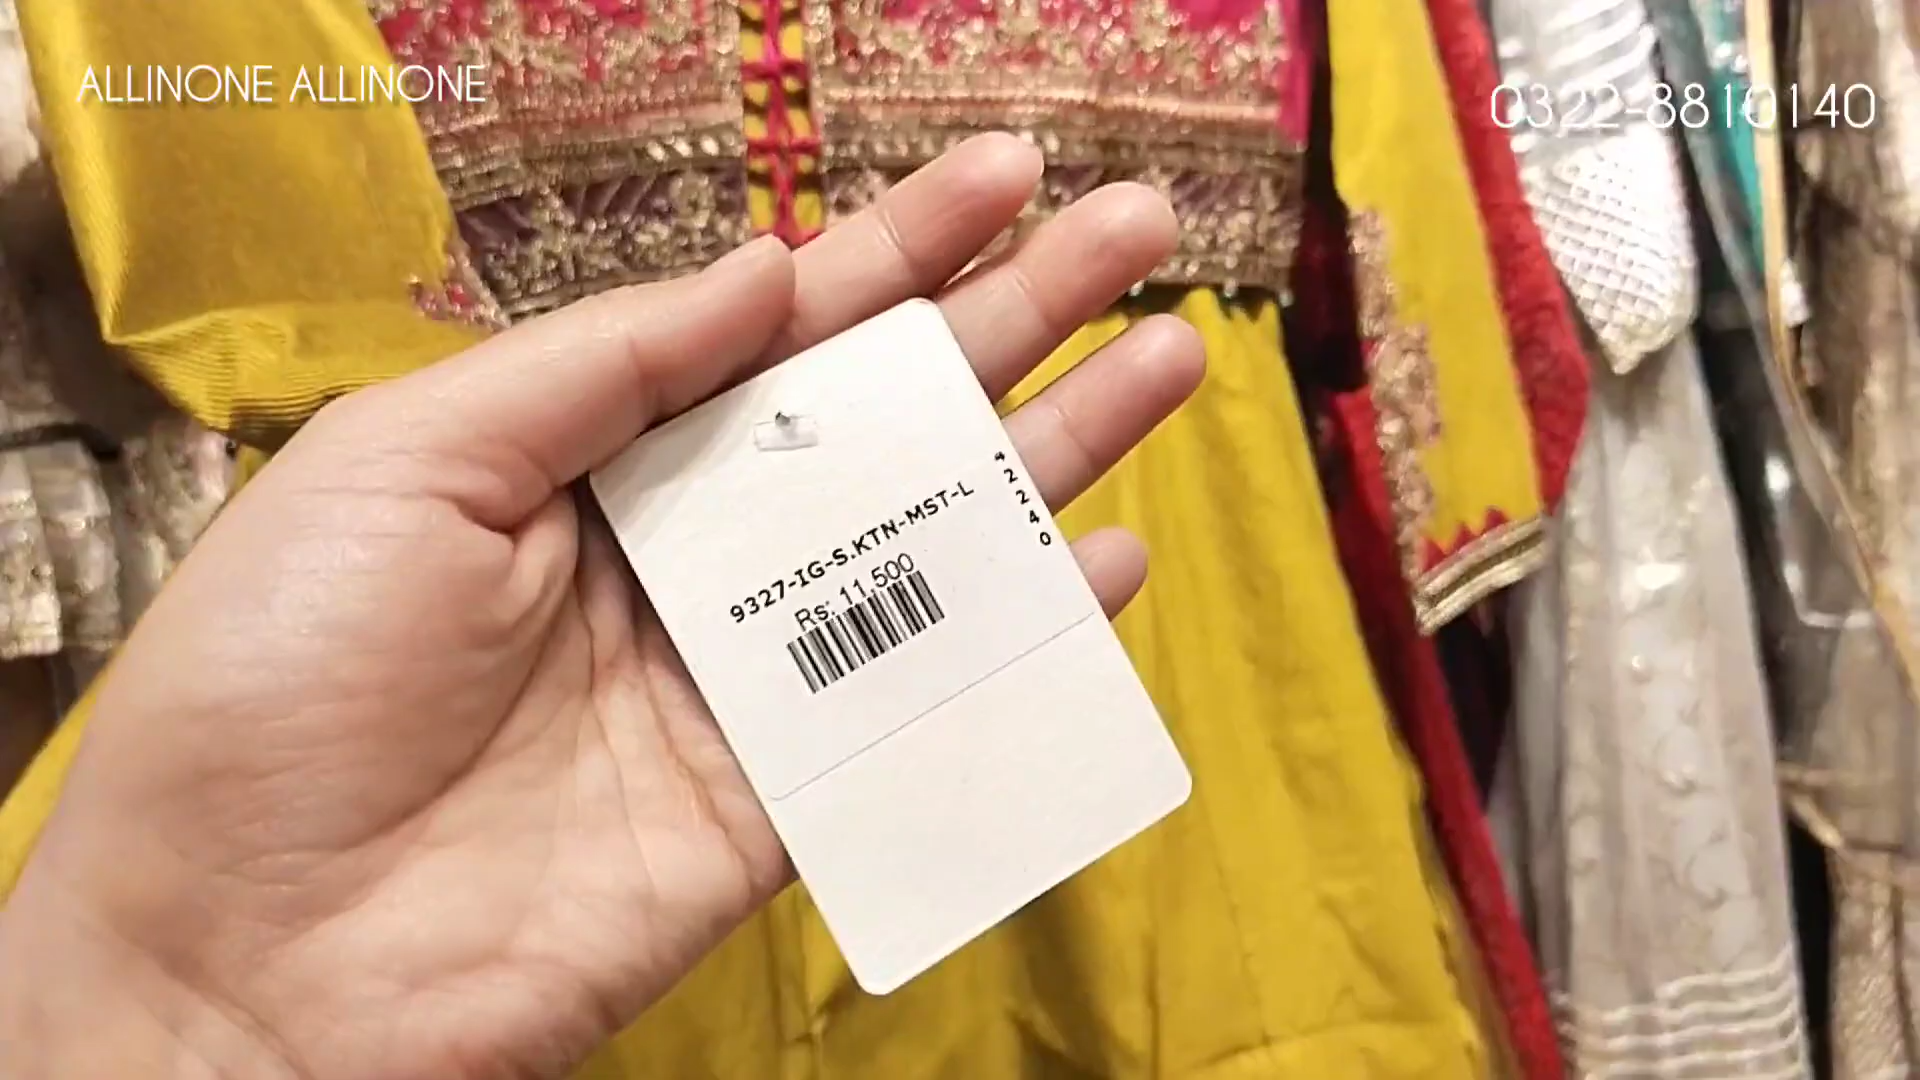 ALLINONE ALLINONE
0322-8810140
9327-IG-S.KTN-MST-L
Rs: 11,500
42240